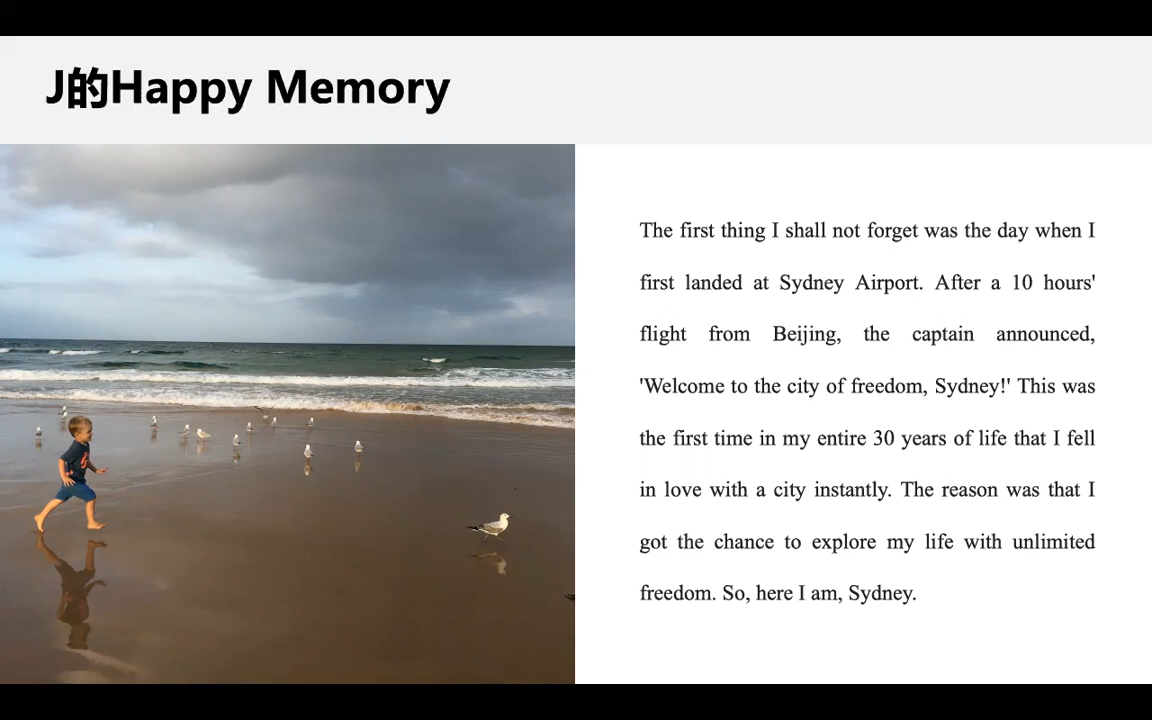 J的Happy Memory
The first thing I shall not forget was the day when I
first landed at Sydney Airport. After a 10 hours'
flight from Beijing, the captain announced,
'Welcome to the city of freedom, Sydney!' This was
the first time in my entire 30 years of life that I fell
in love with a city instantly. The reason was that I
got the chance to explore my life with unlimited
freedom. So, here I am, Sydney.